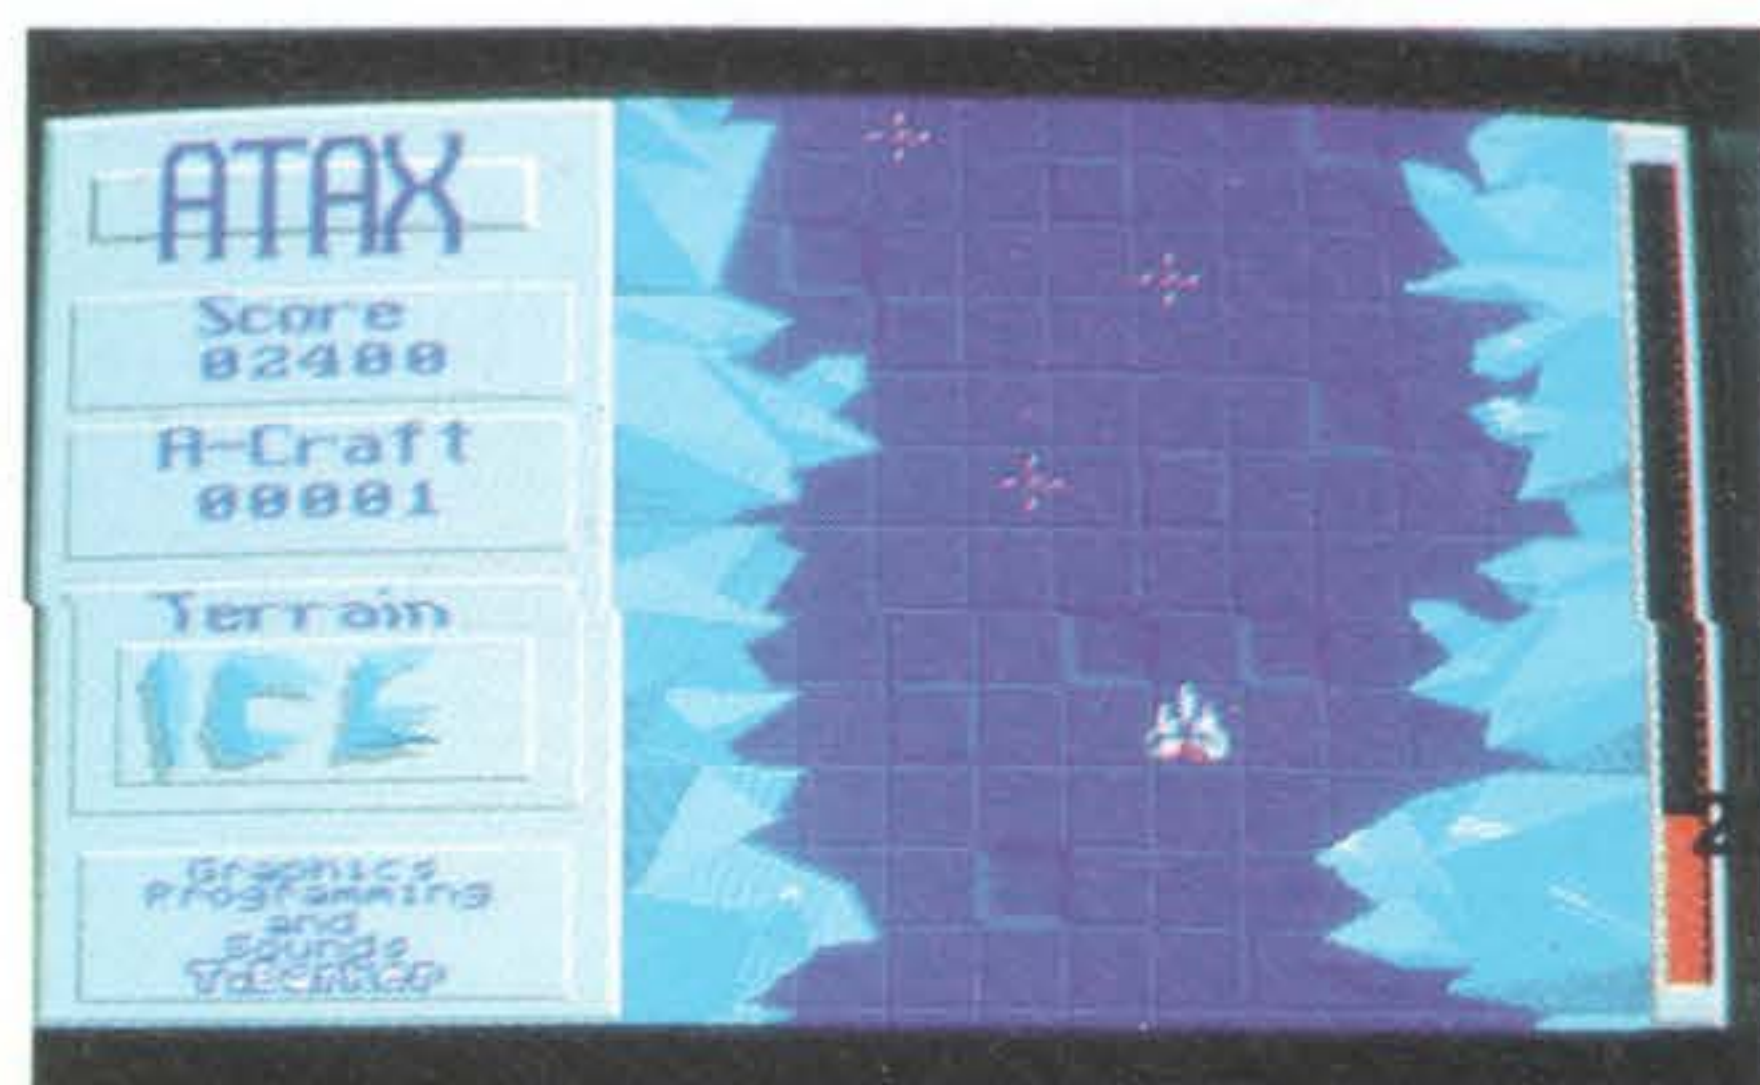 ATAX
Score
02400
A-Craft
00001
Terrain
ICE
Graphics
Programming
and
Sounds
2